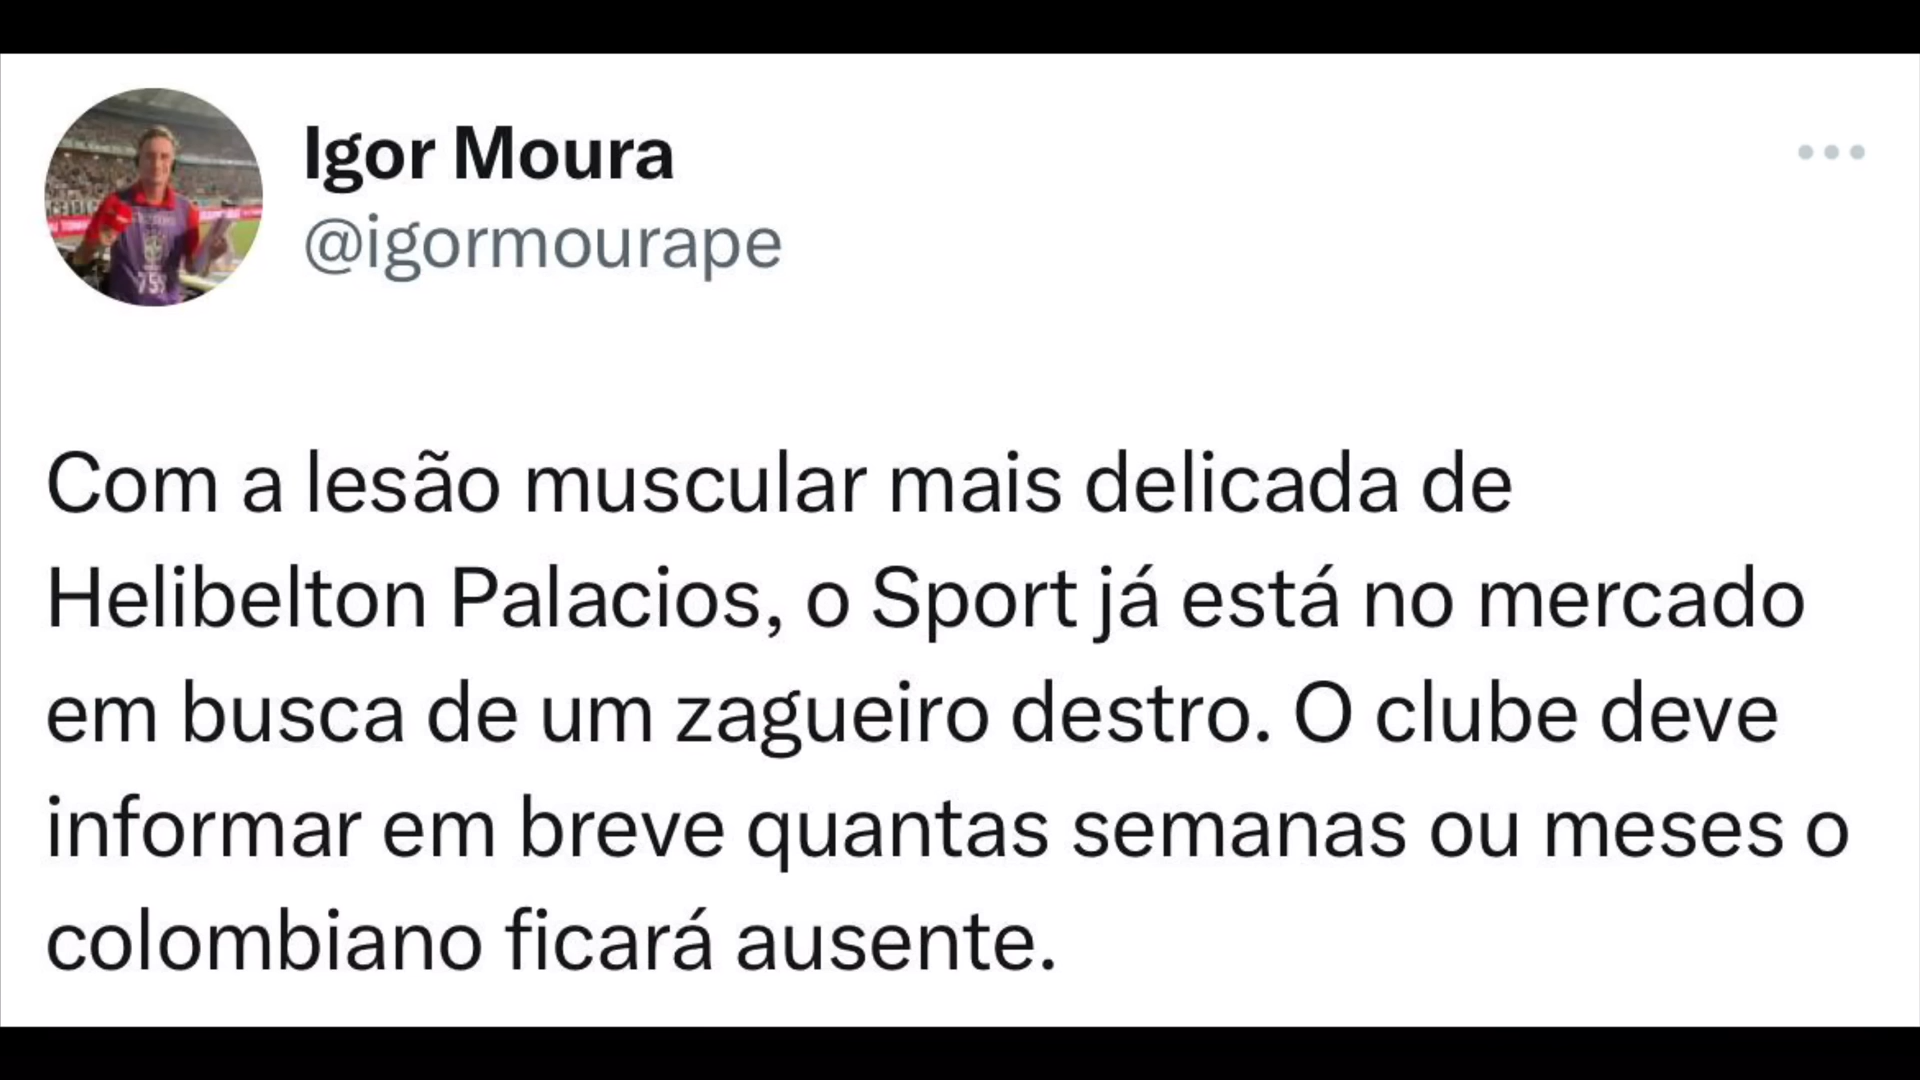 Igor Moura
@igormourape
Com a lesão muscular mais delicada de
Helibelton Palacios, o Sport já está no mercado
em busca de um zagueiro destro. O clube deve
informar em breve quantas semanas ou meses o
colombiano ficará ausente.